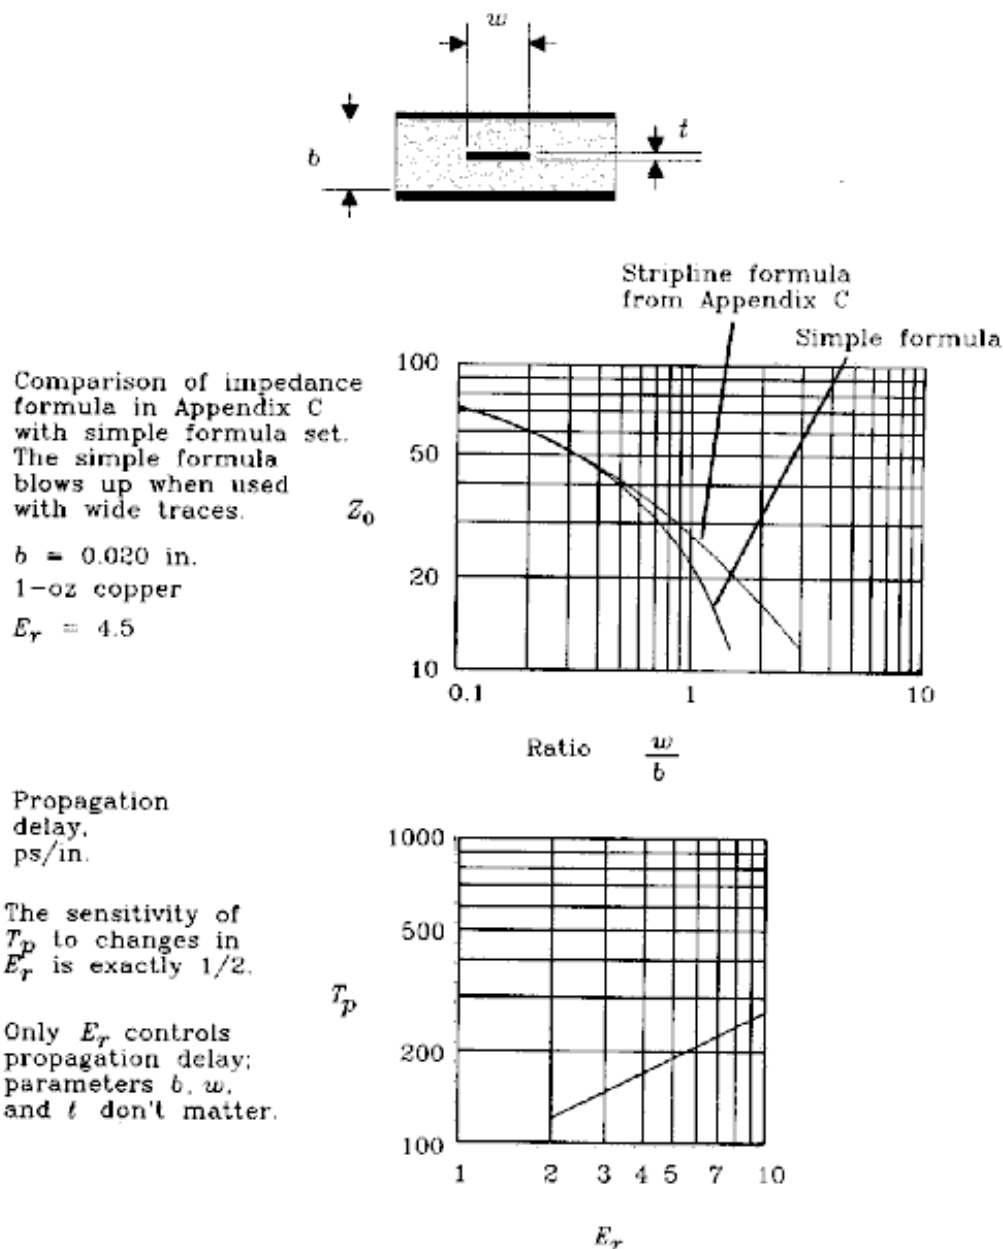 w
t
b
Stripline formula
from Appendix C
Simple formula
Comparison of impedance
formula in Appendix C
with simple formula set.
The simple formula
blows up when used
with wide traces.
b = 0.020 in.
1-oz copper
Er = 4.5
Z0
100
50
20
10
0.1
1
10
Ratio w
b
Propagation
delay,
ps/in.
The sensitivity of
Tp to changes in
Er is exactly 1/2.
Only Er controls
propagation delay;
parameters b, w,
and t don't matter.
Tp
1000
500
200
100
1 2 3 4 5 7 10
Er